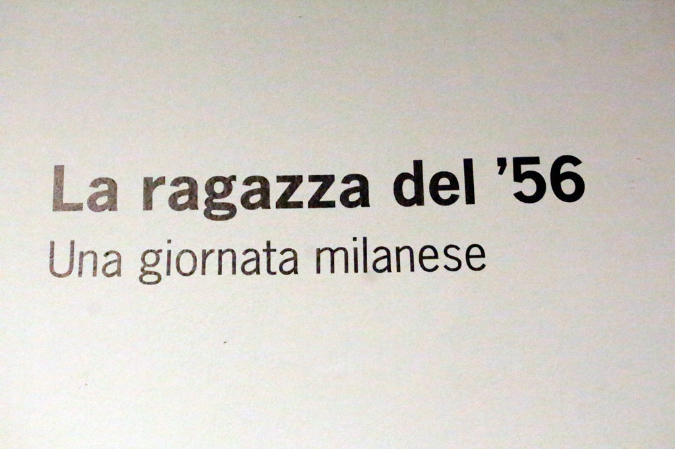 La ragazza del ’56
Una giornata milanese